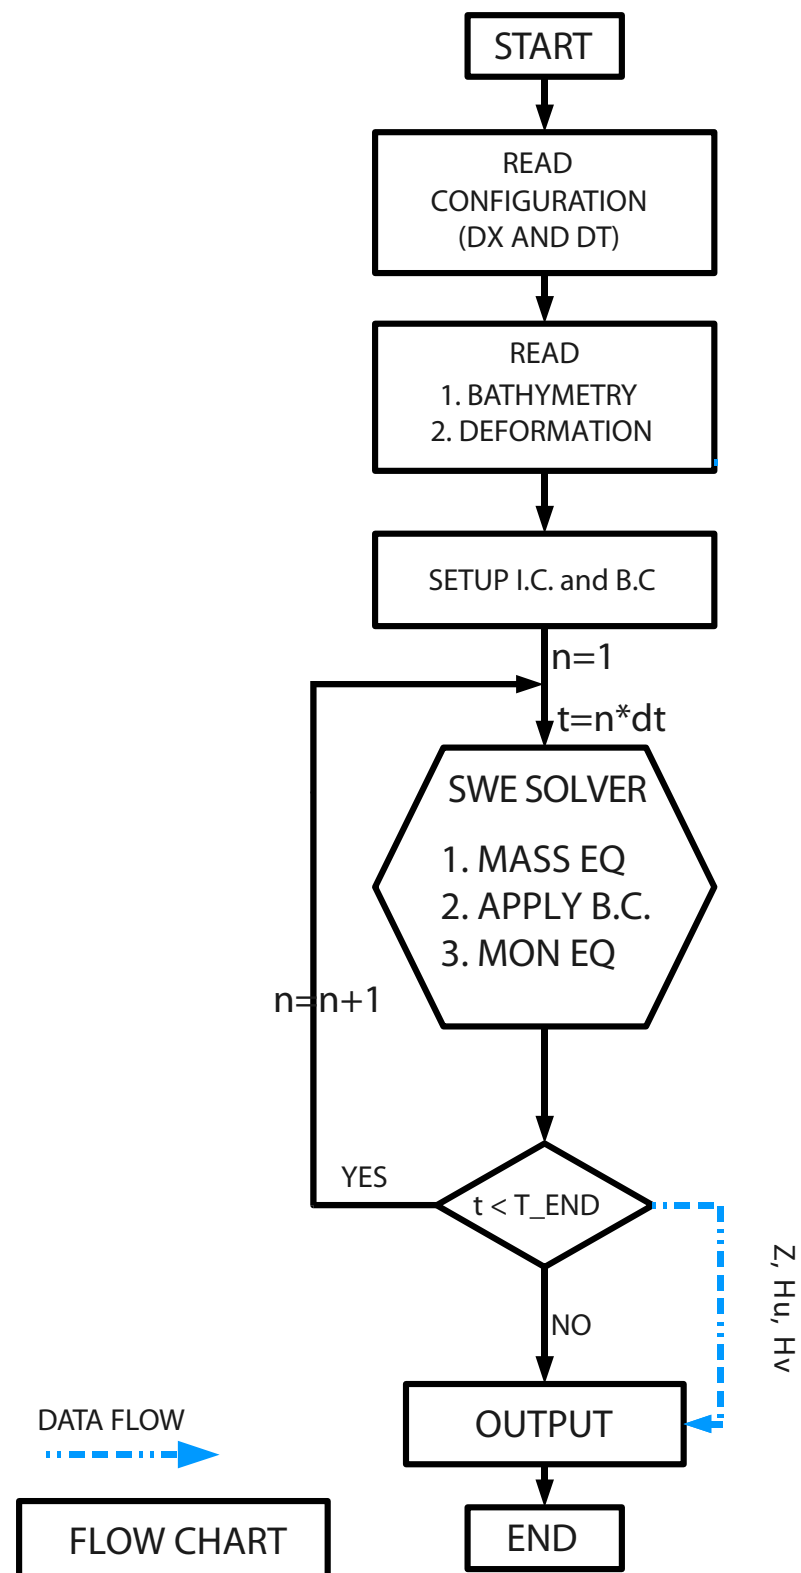 START
READ
CONFIGURATION
(DX AND DT)
READ
1. BATHYMETRY
2. DEFORMATION
SETUP I.C. and B.C
n=1
t=n*dt
SWE SOLVER
1. MASS EQ
2. APPLY B.C.
3. MON EQ
n=n+1
YES
t < T_END
Z, Hu, Hv
NO
OUTPUT
DATA FLOW
END
FLOW CHART